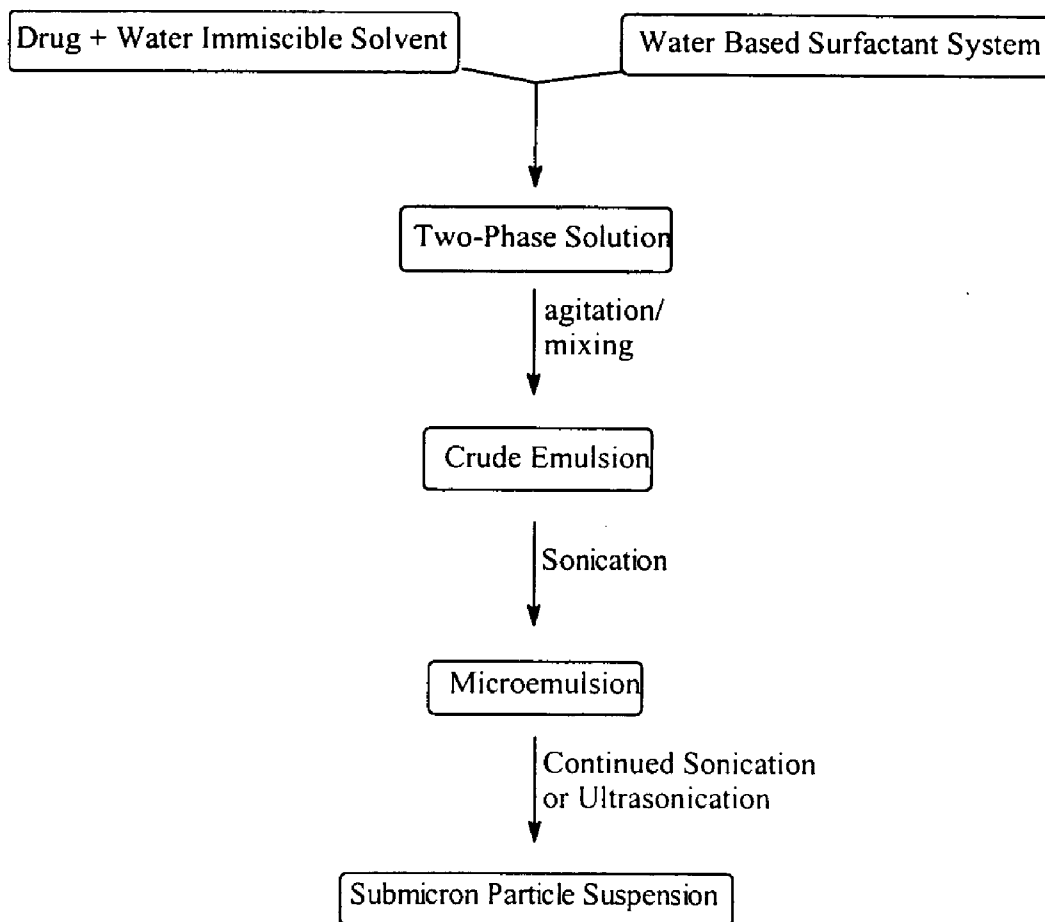 Drug + Water Immiscible Solvent
Water Based Surfactant System
Two-Phase Solution
agitation/
mixing
Crude Emulsion
Sonication
Microemulsion
Continued Sonication
or Ultrasonication
Submicron Particle Suspension